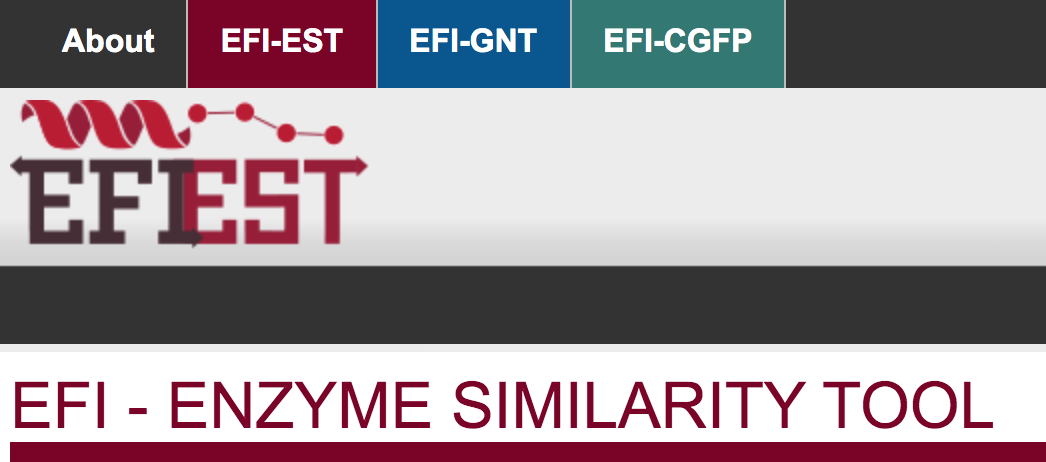 About EFI-EST EFI-GNT EFI-CGFP
EFIEST
EFI - ENZYME SIMILARITY TOOL